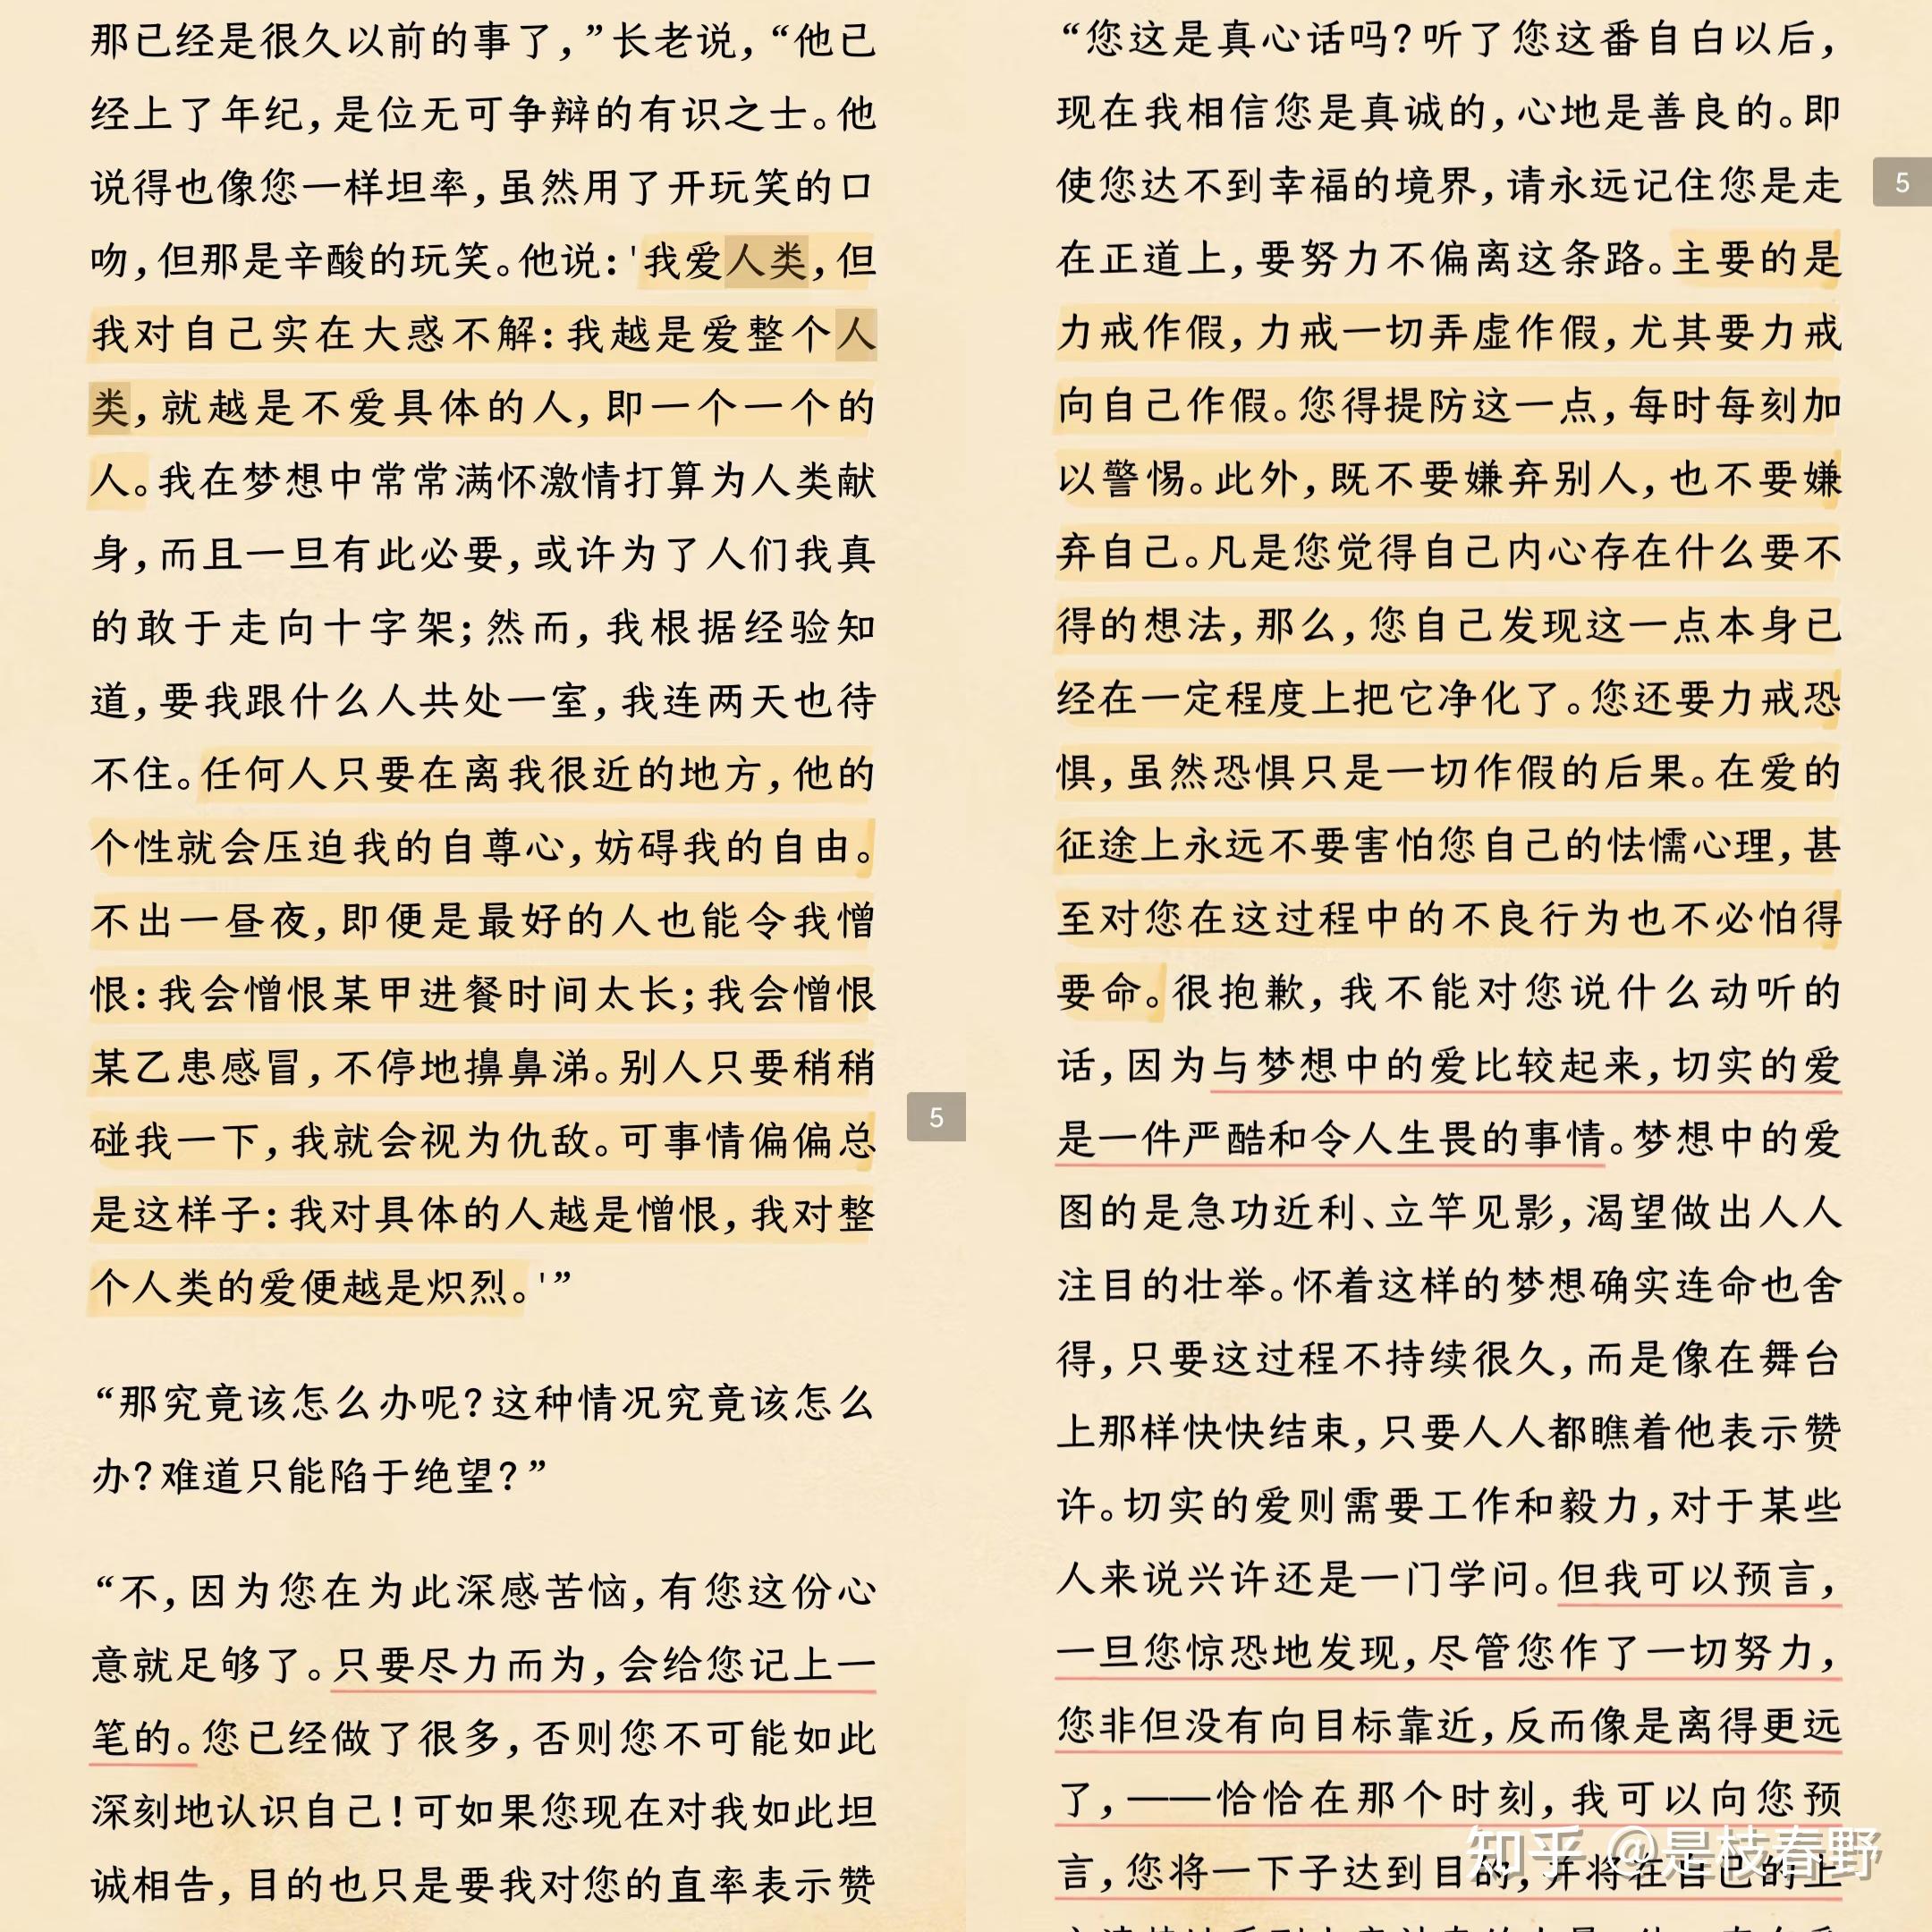 那已经是很久以前的事了，”长老说，“他已
经上了年纪，是位无可争辩的有识之士。他
说得也像您一样坦率，虽然用了开玩笑的口
吻，但那是辛酸的玩笑。他说：'我爱人类，但
我对自己实在大惑不解：我越是爱整个人
类，就越是不爱具体的人，即一个一个的
人。我在梦想中常常满怀激情打算为人类献
身，而且一旦有此必要，或许为了人们我真
的敢于走向十字架；然而，我根据经验知
道，要我跟什么人共处一室，我连两天也待
不住。任何人只要在离我很近的地方，他的
个性就会压迫我的自尊心，妨碍我的自由。
不出一昼夜，即便是最好的人也能令我憎
恨：我会憎恨某甲进餐时间太长；我会憎恨
某乙患感冒，不停地擤鼻涕。别人只要稍稍
碰我一下，我就会视为仇敌。可事情偏偏总
是这样子：我对具体的人越是憎恨，我对整
个人类的爱便越是炽烈。'”
5
“那究竟该怎么办呢？这种情况究竟该怎么
办？难道只能陷于绝望？”
“不，因为您在为此深感苦恼，有您这份心
意就足够了。只要尽力而为，会给您记上一
笔的。您已经做了很多，否则您不可能如此
深刻地认识自己！可如果您现在对我如此坦
诚相告，目的也只是要我对您的直率表示赞
“您这是真心话吗？听了您这番自白以后，
现在我相信您是真诚的，心地是善良的。即
使您达不到幸福的境界，请永远记住您是走
5
在正道上，要努力不偏离这条路。主要的是
力戒作假，力戒一切弄虚作假，尤其要力戒
向自己作假。您得提防这一点，每时每刻加
以警惕。此外，既不要嫌弃别人，也不要嫌
弃自己。凡是您觉得自己内心存在什么要不
得的想法，那么，您自己发现这一点本身已
经在一定程度上把它净化了。您还要力戒恐
惧，虽然恐惧只是一切作假的后果。在爱的
征途上永远不要害怕您自己的怯懦心理，甚
至对您在这过程中的不良行为也不必怕得
要命。很抱歉，我不能对您说什么动听的
话，因为与梦想中的爱比较起来，切实的爱
是一件严酷和令人生畏的事情。梦想中的爱
图的是急功近利、立竿见影，渴望做出人人
注目的壮举。怀着这样的梦想确实连命也舍
得，只要这过程不持续很久，而是像在舞台
上那样快快结束，只要人人都瞧着他表示赞
许。切实的爱则需要工作和毅力，对于某些
人来说兴许还是一门学问。但我可以预言，
一旦您惊恐地发现，尽管您作了一切努力，
您非但没有向目标靠近，反而像是离得更远
了，——恰恰在那个时刻，我可以向您预
言，您将一下子达到目的，并将在自己的上
知乎 @是枝春野